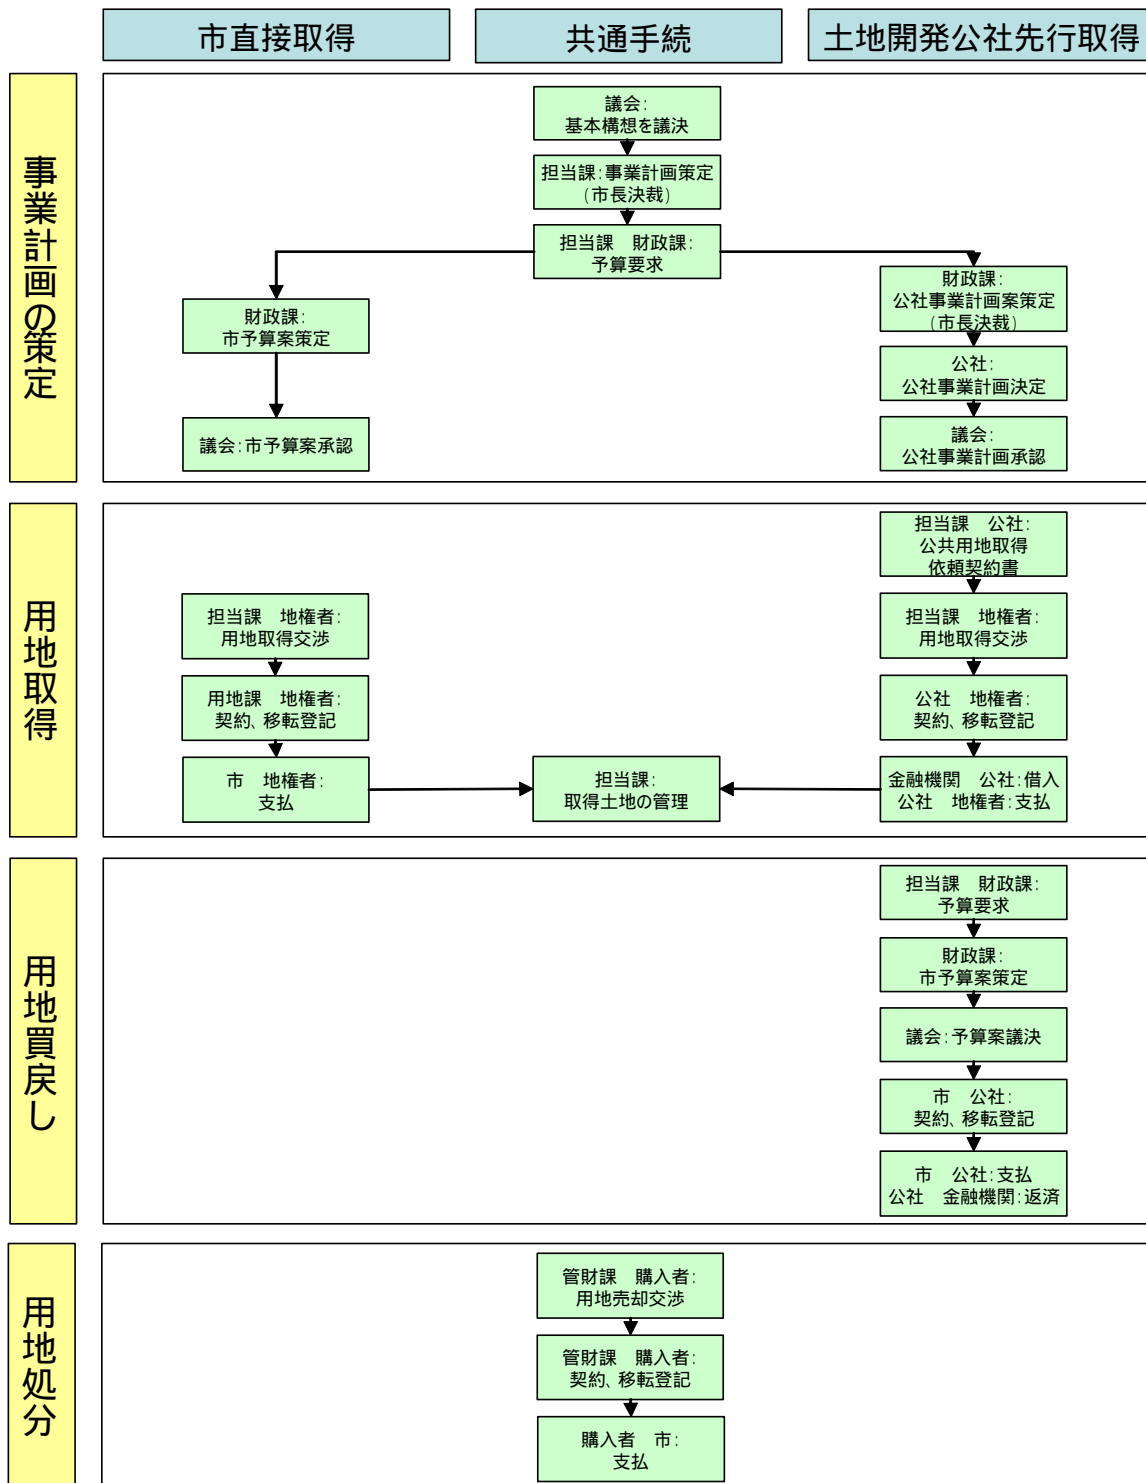 市直接取得
共通手続
土地開発公社先行取得
事業計画の策定
議会：
基本構想を議決
担当課：事業計画策定
（市長決裁）
担当課　財政課：
予算要求
財政課：
市予算案策定
議会：市予算案承認
財政課：
公社事業計画案策定
（市長決裁）
公社：
公社事業計画決定
議会：
公社事業計画承認
用地取得
担当課　地権者：
用地取得交渉
用地課　地権者：
契約、移転登記
市　地権者：
支払
担当課：
取得土地の管理
担当課　公社：
公共用地取得
依頼契約書
担当課　地権者：
用地取得交渉
公社　地権者：
契約、移転登記
金融機関　公社：借入
公社　地権者：支払
用地買戻し
担当課　財政課：
予算要求
財政課：
市予算案策定
議会：予算案議決
市　公社：
契約、移転登記
市　公社：支払
公社　金融機関：返済
用地処分
管財課　購入者：
用地売却交渉
管財課　購入者：
契約、移転登記
購入者　市：
支払